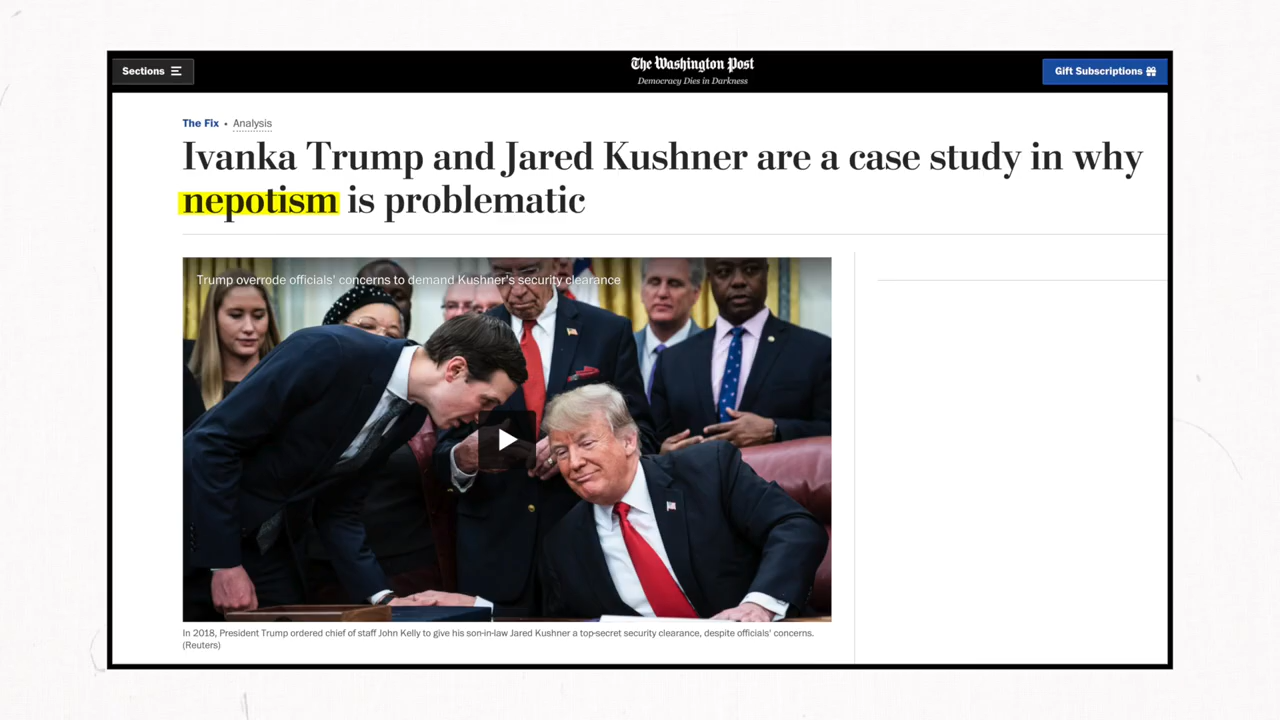 Sections
The Washington Post
Democracy Dies in Darkness
Gift Subscriptions
The Fix • Analysis
Ivanka Trump and Jared Kushner are a case study in why
nepotism is problematic
Trump overrode officials' concerns to demand Kushner's security clearance
In 2018, President Trump ordered chief of staff John Kelly to give his son-in-law Jared Kushner a top-secret security clearance, despite officials' concerns.
(Reuters)